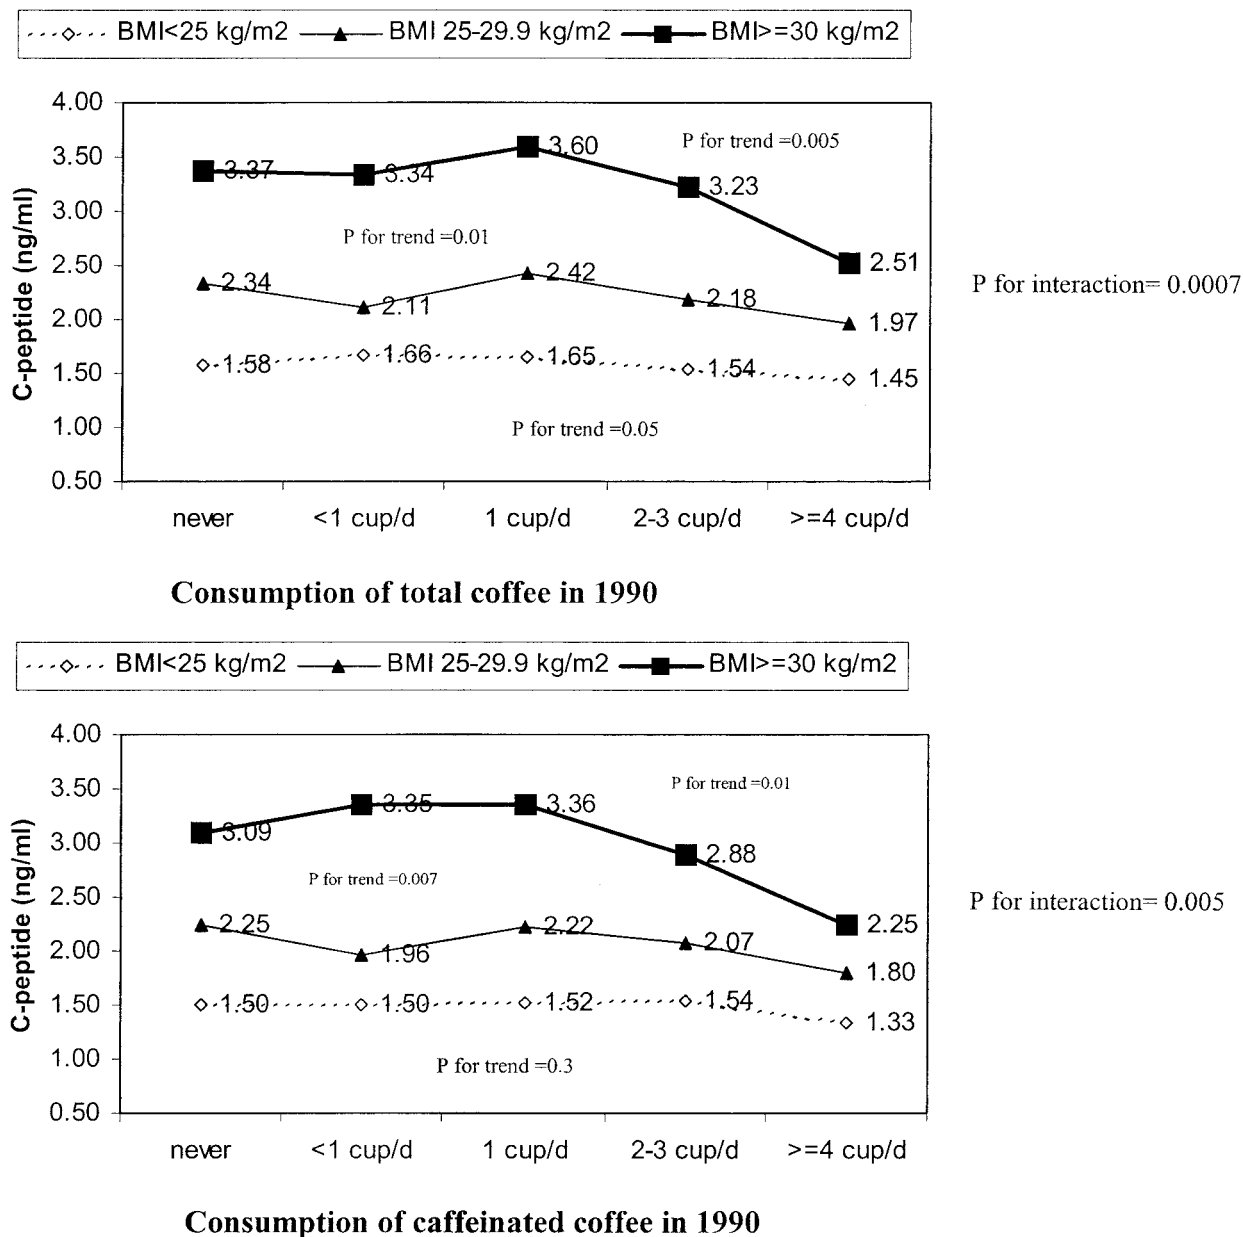 BMI<25 kg/m2 BMI 25-29.9 kg/m2 BMI>=30 kg/m2
C-peptide (ng/ml)
4.00
3.50
3.00
2.50
2.00
1.50
1.00
0.50
P for trend =0.005
3.37 3.34 3.60 3.23 2.51
P for trend =0.01
2.34 2.11 2.42 2.18 1.97
1.58 1.66 1.65 1.54 1.45
P for trend =0.05
P for interaction= 0.0007
never <1 cup/d 1 cup/d 2-3 cup/d >=4 cup/d
Consumption of total coffee in 1990
BMI<25 kg/m2 BMI 25-29.9 kg/m2 BMI>=30 kg/m2
C-peptide (ng/ml)
4.00
3.50
3.00
2.50
2.00
1.50
1.00
0.50
P for trend =0.01
3.09 3.35 3.36 2.88 2.25
P for trend =0.007
2.25 1.96 2.22 2.07 1.80
1.50 1.50 1.52 1.54 1.33
P for trend =0.3
P for interaction= 0.005
never <1 cup/d 1 cup/d 2-3 cup/d >=4 cup/d
Consumption of caffeinated coffee in 1990